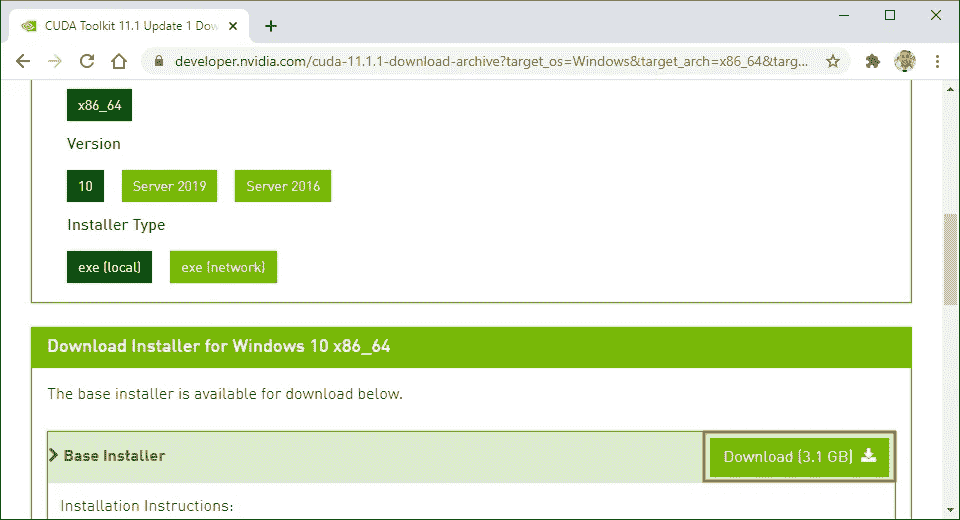 CUDA Toolkit 11.1 Update 1 Dow
developer.nvidia.com/cuda-11.1.1-download-archive?target_os=Windows&target_arch=x86_64&targ...
x86_64
Version
10 Server 2019 Server 2016
Installer Type
exe (local) exe (network)
Download Installer for Windows 10 x86_64
The base installer is available for download below.
Base Installer Download (3.1 GB)
Installation Instructions: